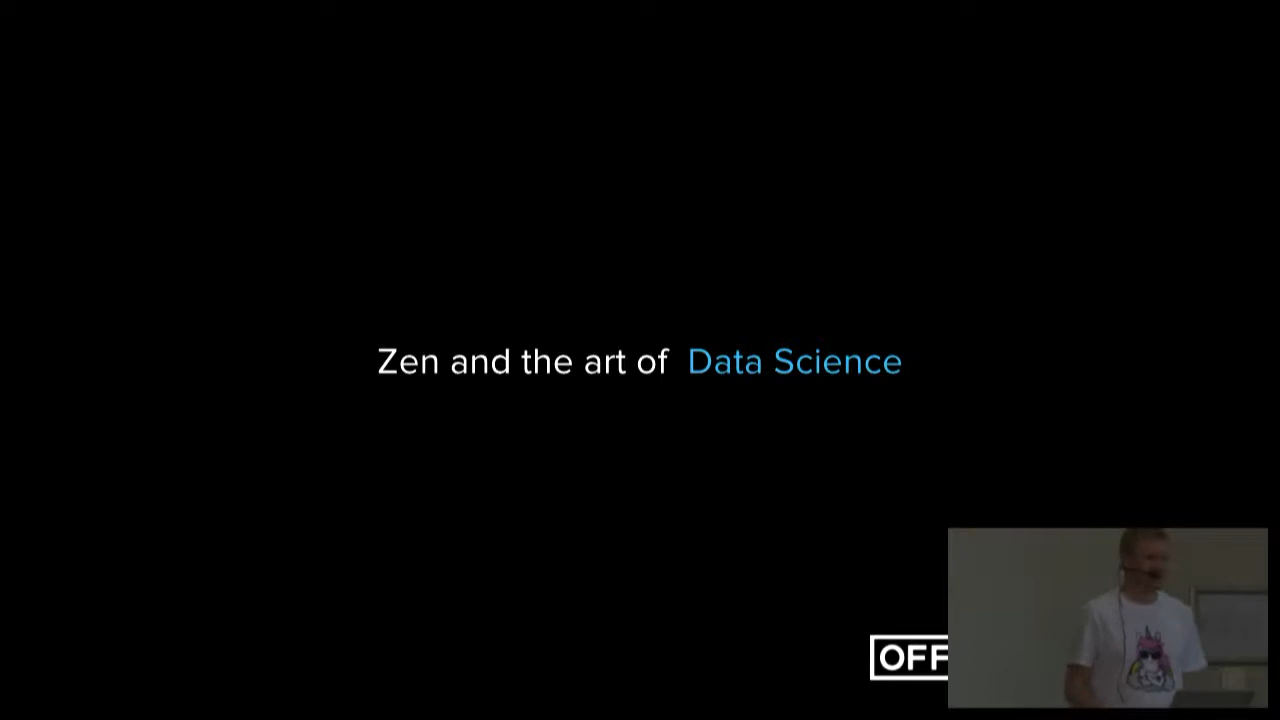 Zen and the art of Data Science
OFF